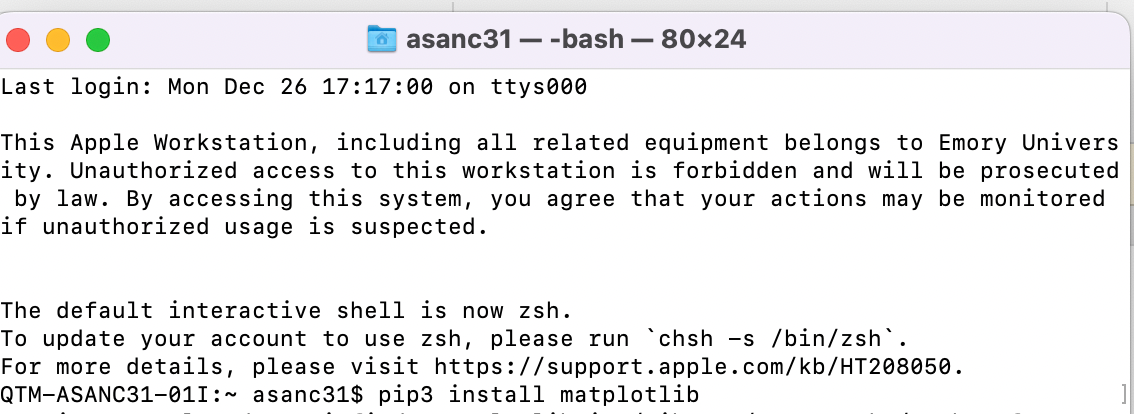 asanc31 — -bash — 80×24
Last login: Mon Dec 26 17:17:00 on ttys000
This Apple Workstation, including all related equipment belongs to Emory Univers
ity. Unauthorized access to this workstation is forbidden and will be prosecuted
 by law. By accessing this system, you agree that your actions may be monitored
if unauthorized usage is suspected.
The default interactive shell is now zsh.
To update your account to use zsh, please run `chsh -s /bin/zsh`.
For more details, please visit https://support.apple.com/kb/HT208050.
QTM-ASANC31-01I:~ asanc31$ pip3 install matplotlib